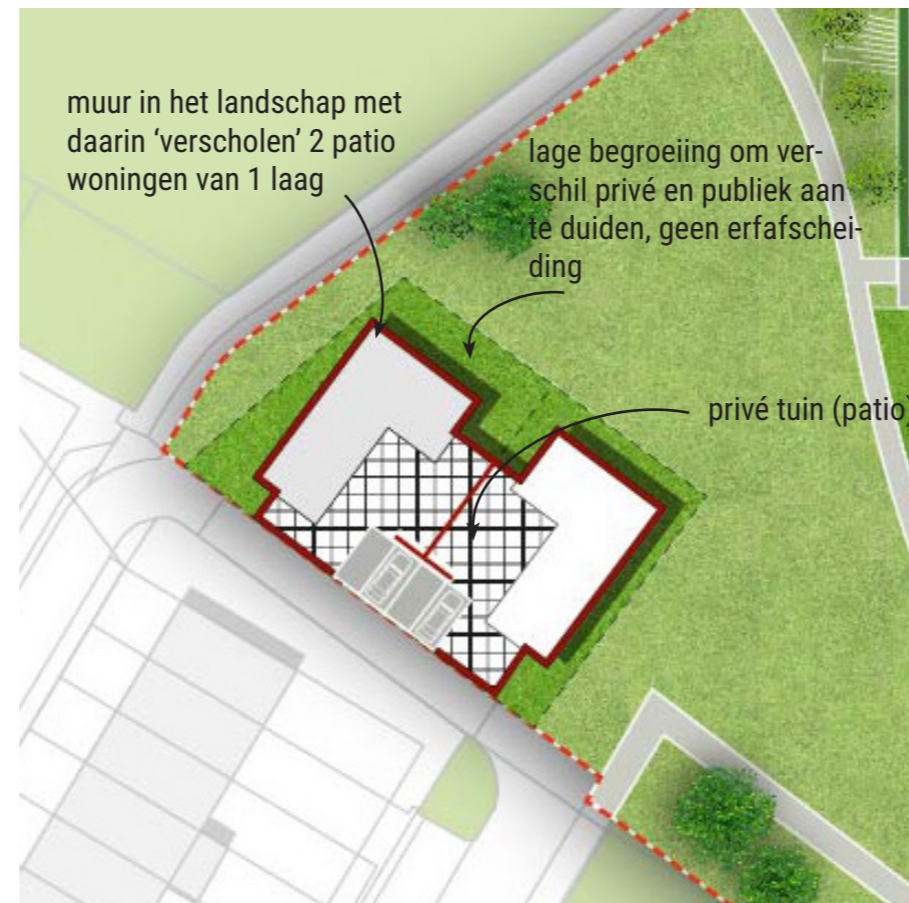 muur in het landschap met
daarin ‘verscholen’ 2 patio
woningen van 1 laag
lage begroeiing om ver-
schil privé en publiek aan
te duiden, geen erfafschei-
ding
privé tuin (patio)